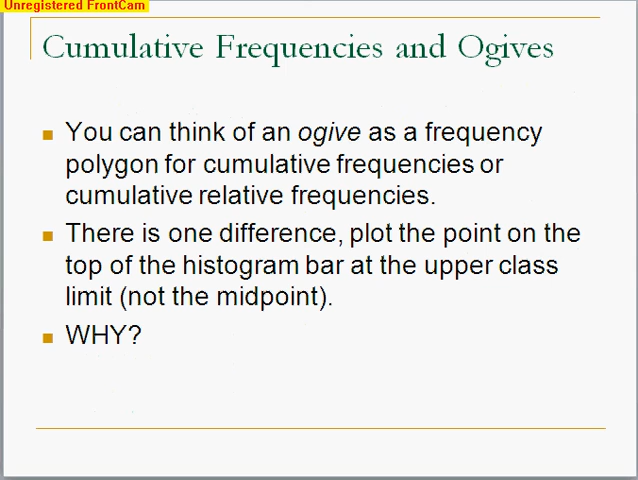 Unregistered FrontCam
Cumulative Frequencies and Ogives
You can think of an ogive as a frequency
polygon for cumulative frequencies or
cumulative relative frequencies.
There is one difference, plot the point on the
top of the histogram bar at the upper class
limit (not the midpoint).
WHY?